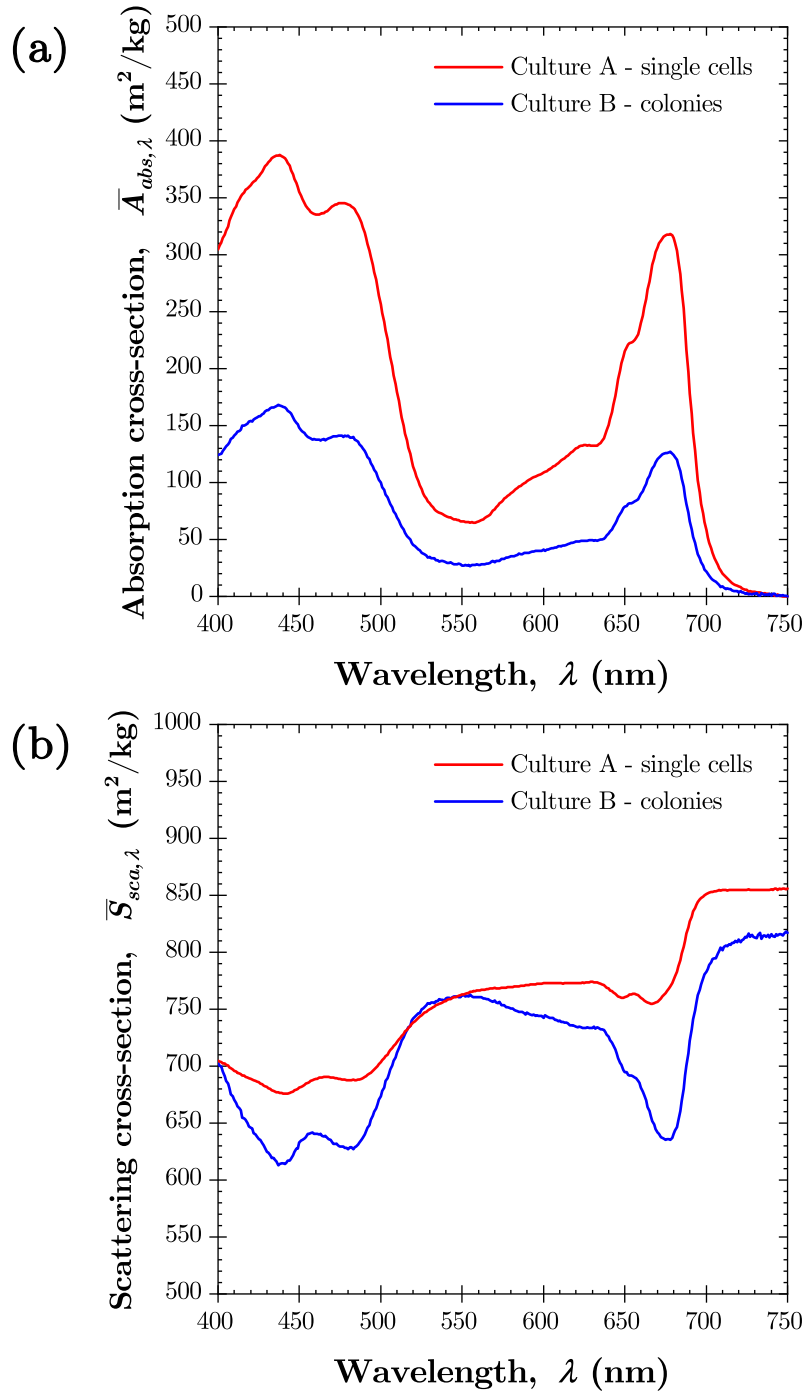 (a)
Absorption cross-section, A̅abs,λ (m²/kg)
500
450
400
350
300
250
200
150
100
50
0
Culture A - single cells
Culture B - colonies
400 450 500 550 600 650 700 750
Wavelength, λ (nm)
(b)
Scattering cross-section, S̅sca,λ (m²/kg)
1000
950
900
850
800
750
700
650
600
550
500
Culture A - single cells
Culture B - colonies
400 450 500 550 600 650 700 750
Wavelength, λ (nm)